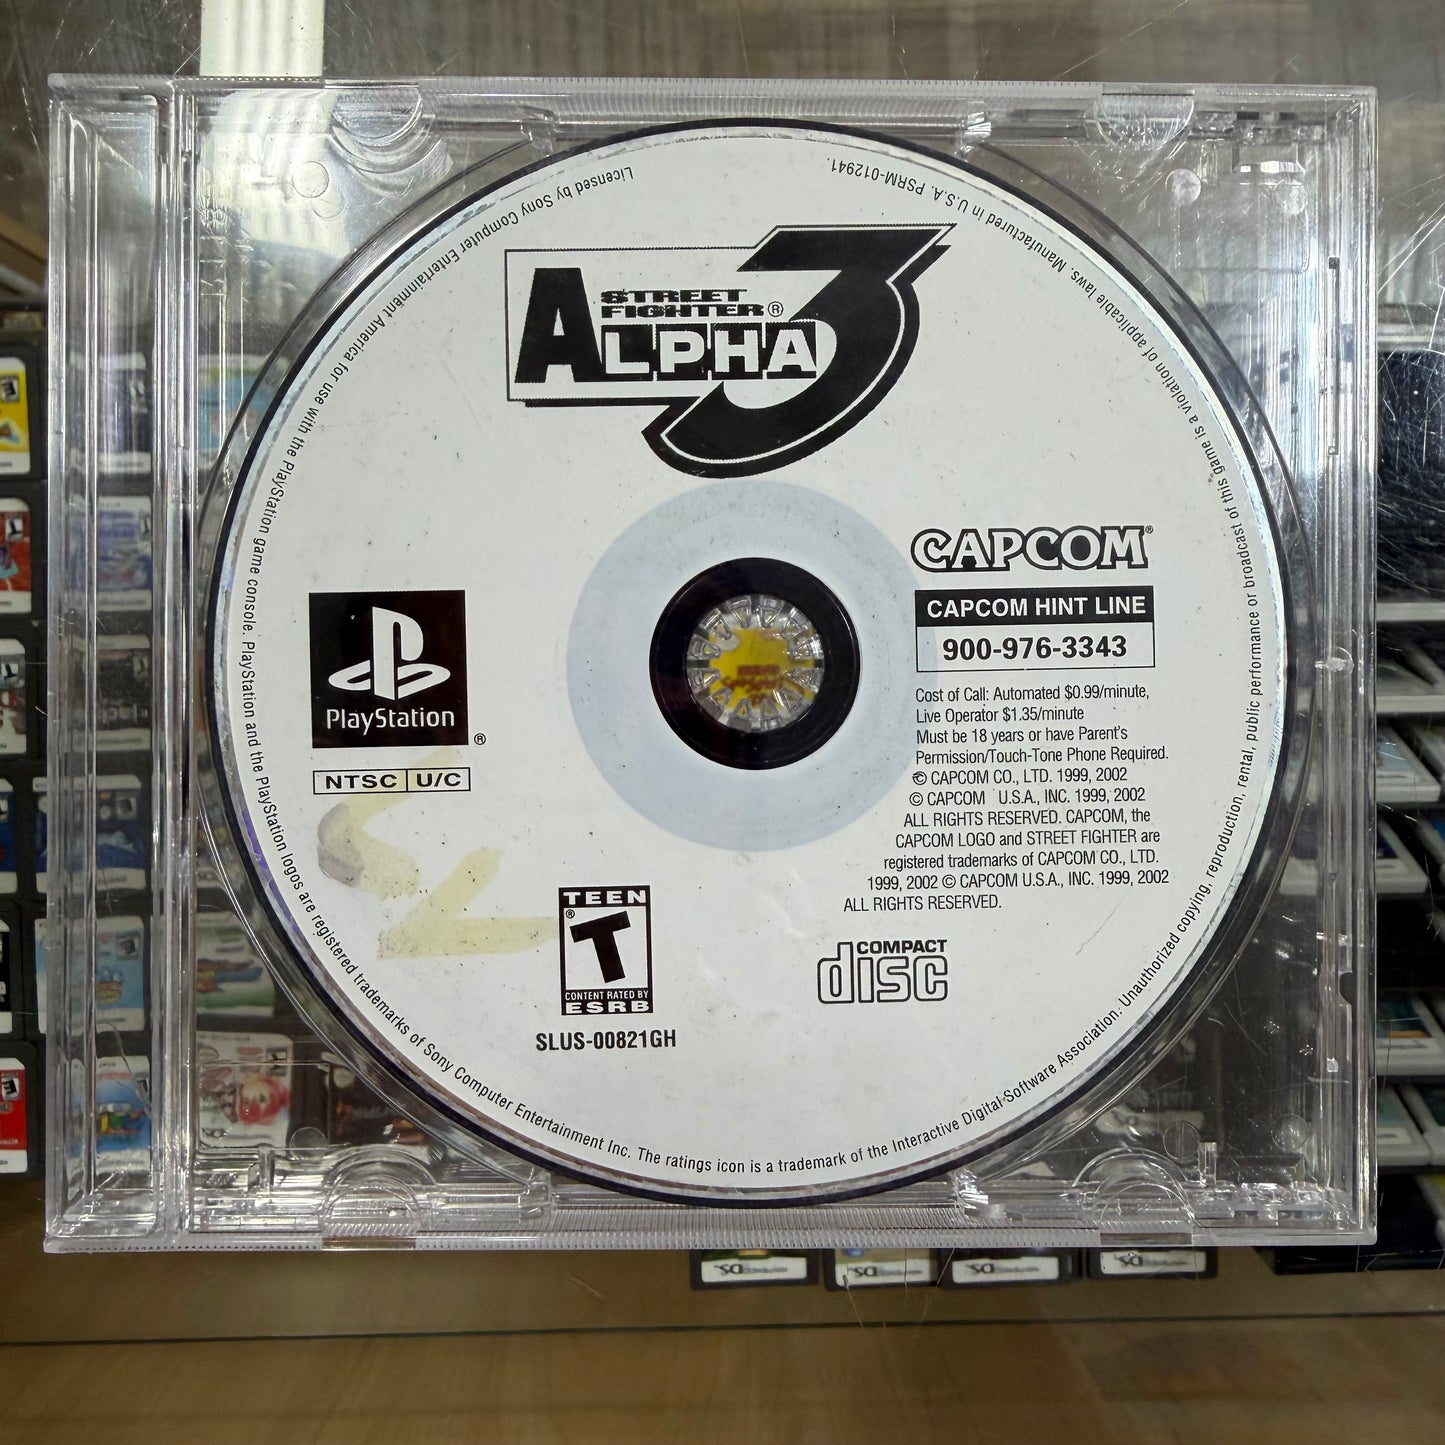 Licensed by Sony Computer Entertainment America for use with the PlayStation game console. PlayStation and the PlayStation logos are registered trademarks of Sony Computer Entertainment Inc. The ratings icon is a trademark of the Interactive Digital Software Association. Unauthorized copying, reproduction, rental, public performance or broadcast of this game is a violation of applicable laws. Manufactured in U.S.A. PSRM-012941.
STREET
FIGHTER®
ALPHA 3
CAPCOM®
CAPCOM HINT LINE
900-976-3343
Cost of Call: Automated $0.99/minute,
Live Operator $1.35/minute
Must be 18 years or have Parent's
Permission/Touch-Tone Phone Required.
© CAPCOM CO., LTD. 1999, 2002
© CAPCOM U.S.A., INC. 1999, 2002
ALL RIGHTS RESERVED. CAPCOM, the
CAPCOM LOGO and STREET FIGHTER are
registered trademarks of CAPCOM CO., LTD.
1999, 2002 © CAPCOM U.S.A., INC. 1999, 2002
ALL RIGHTS RESERVED.
PlayStation
®
NTSC U/C
TEEN
® T
CONTENT RATED BY
ESRB
SLUS-00821GH
COMPACT
disc